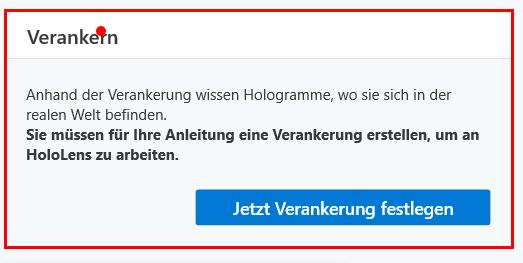 Verankern
Anhand der Verankerung wissen Hologramme, wo sie sich in der
realen Welt befinden.
Sie müssen für Ihre Anleitung eine Verankerung erstellen, um an
HoloLens zu arbeiten.
Jetzt Verankerung festlegen